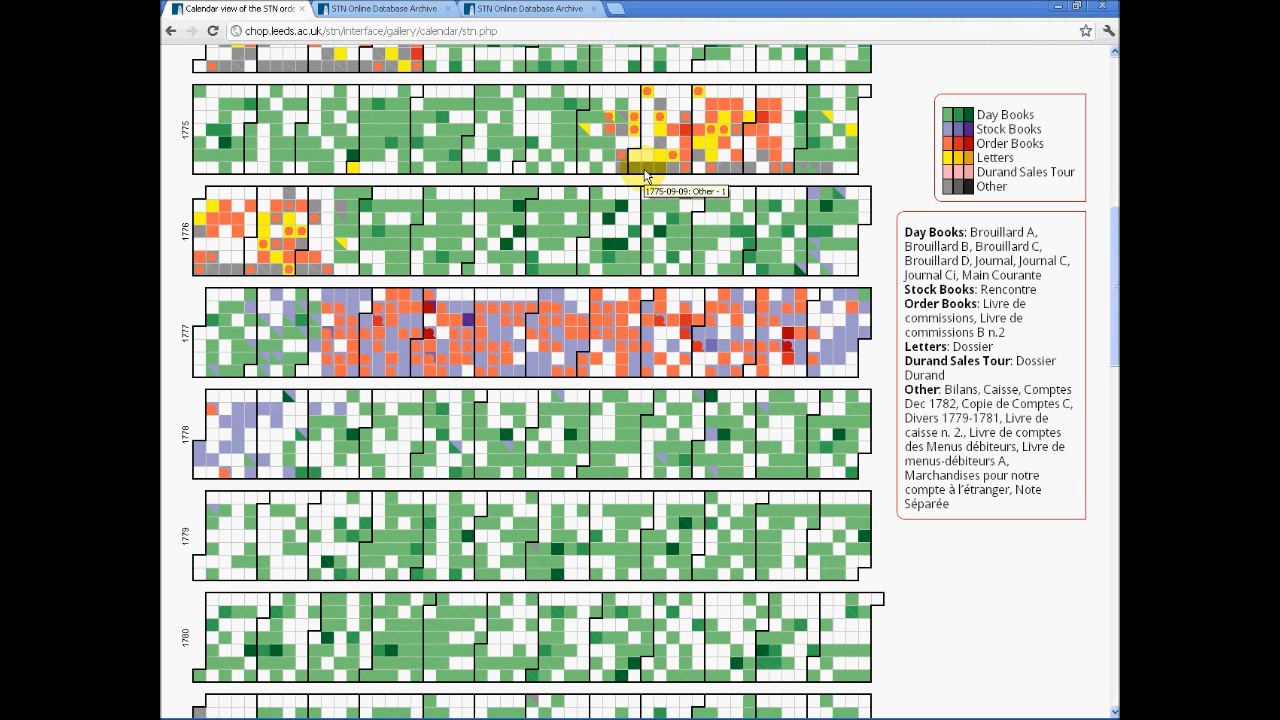 Calendar view of the STN orde
STN Online Database Archive
STN Online Database Archive
chop.leeds.ac.uk/stn/interface/gallery/calendar/stn.php
1775
1775-09-09: Other - 1
1776
1777
1778
1779
1780
Day Books
Stock Books
Order Books
Letters
Durand Sales Tour
Other
Day Books: Brouillard A,
Brouillard B, Brouillard C,
Brouillard D, Journal, Journal C,
Journal Ci, Main Courante
Stock Books: Rencontre
Order Books: Livre de
commissions, Livre de
commissions B n.2
Letters: Dossier
Durand Sales Tour: Dossier
Durand
Other: Bilans, Caisse, Comptes
Dec 1782, Copie de Comptes C,
Divers 1779-1781, Livre de
caisse n. 2., Livre de comptes
des Menus débiteurs, Livre de
menus-débiteurs A,
Marchandises pour notre
compte à l'étranger, Note
Séparée